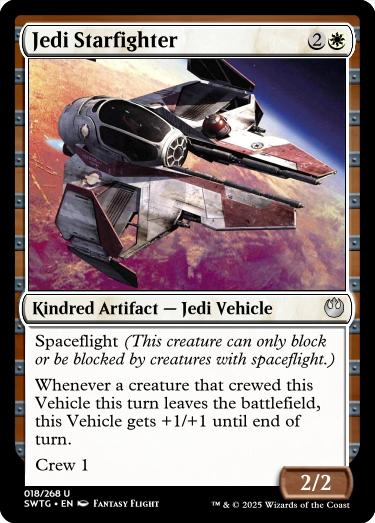 Jedi Starfighter 2
Kindred Artifact — Jedi Vehicle
Spaceflight (This creature can only block
or be blocked by creatures with spaceflight.)
Whenever a creature that crewed this
Vehicle this turn leaves the battlefield,
this Vehicle gets +1/+1 until end of
turn.
Crew 1
2/2
018/268 U
SWTG • EN Fantasy Flight
™ & © 2025 Wizards of the Coast